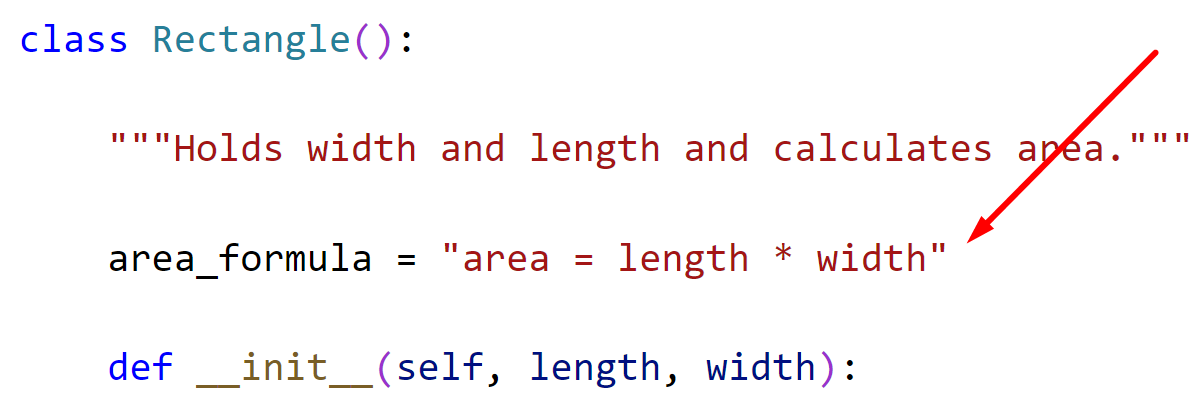 class Rectangle():
"""Holds width and length and calculates area."""
area_formula = "area = length * width"
def __init__(self, length, width):